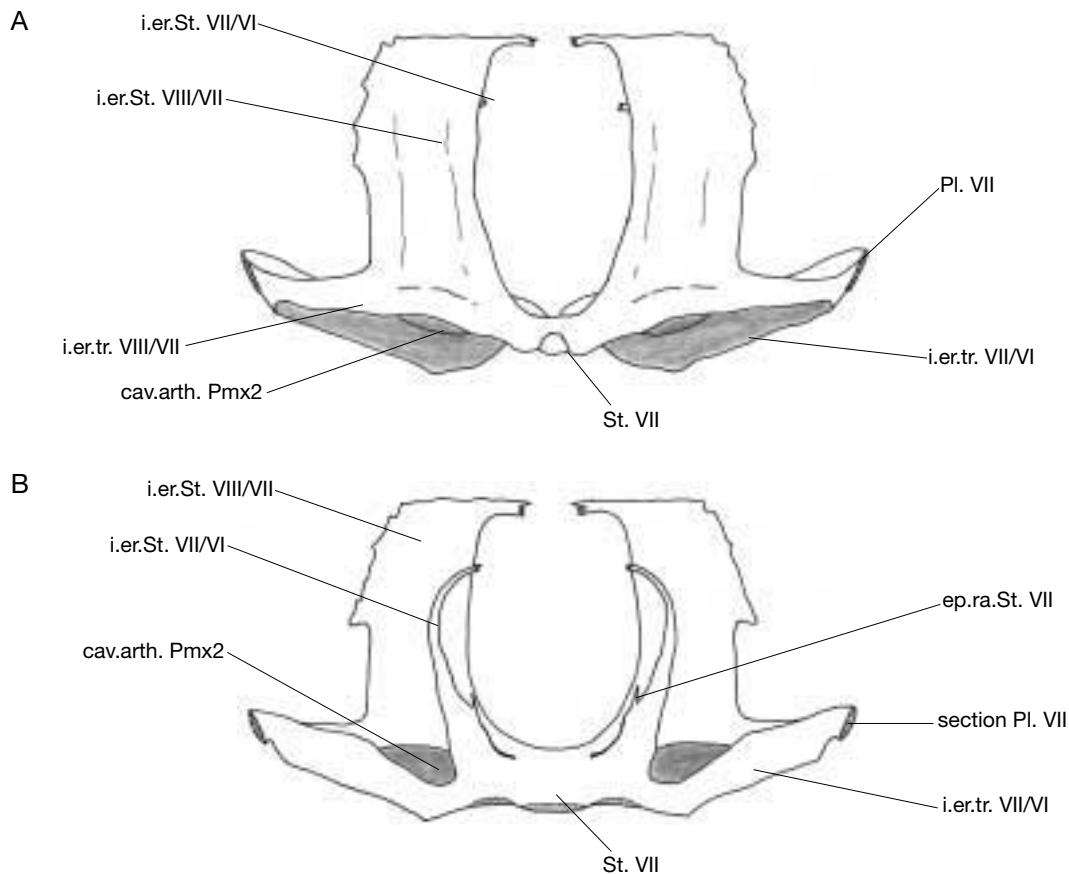 A
i.er.St. VII/VI
i.er.St. VIII/VII
Pl. VII
i.er.tr. VIII/VII
i.er.tr. VII/VI
cav.arth. Pmx2
St. VII
B
i.er.St. VIII/VII
i.er.St. VII/VI
ep.ra.St. VII
cav.arth. Pmx2
section Pl. VII
i.er.tr. VII/VI
St. VII